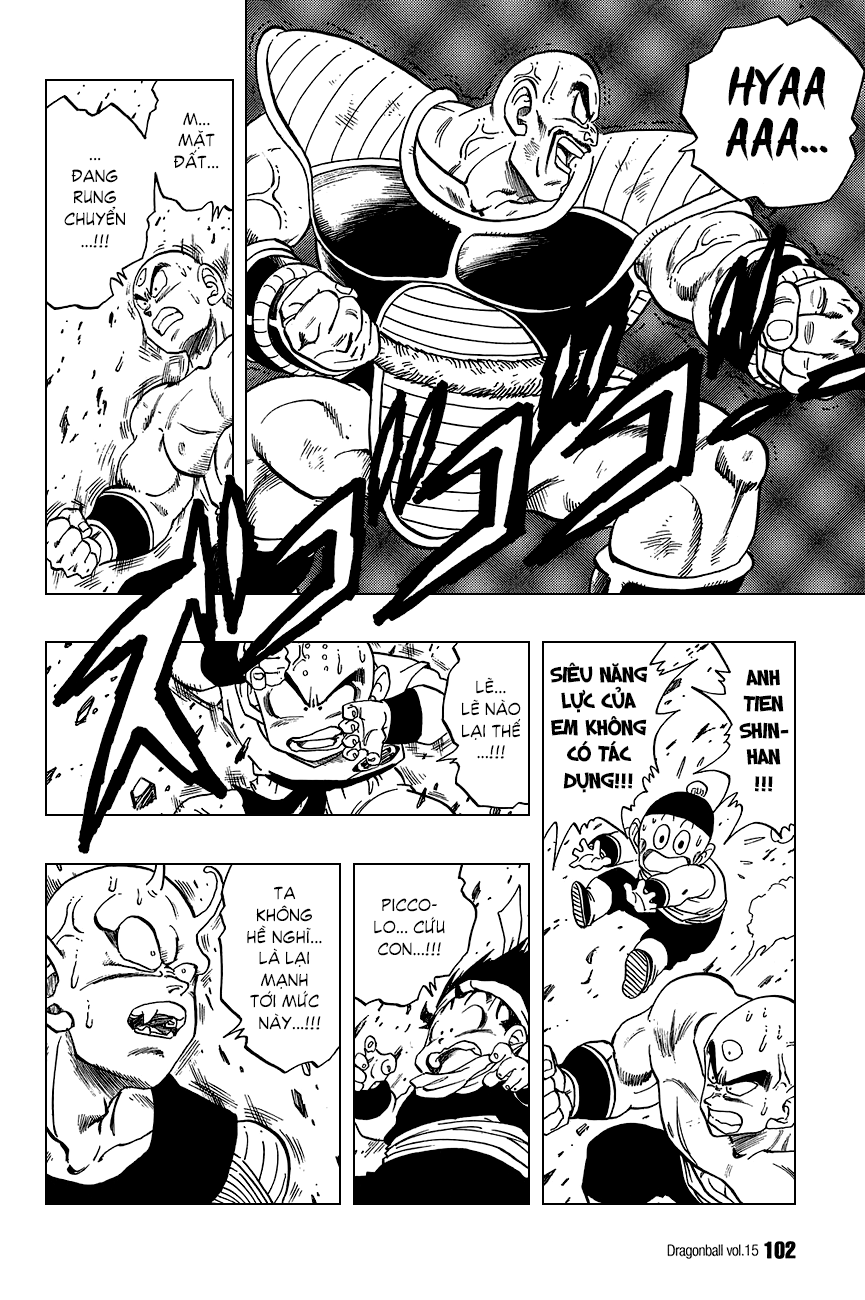 HYAA
AAA...
M...
MẶT
ĐẤT...
...
ĐANG
RUNG
CHUYỂN
...!!!
ANH
TIEN
SHIN-
HAN
!!!
SIÊU NĂNG
LỰC CỦA
EM KHÔNG
CÓ TÁC
DỤNG!!!
LẼ...
LẼ NÀO
LẠI THẾ
...!!!
PICCO-
LO... CỨU
CON...!!!
TA
KHÔNG
HỀ NGHĨ...
LÀ LẠI
MẠNH
TỚI MỨC
NÀY...!!!
Dragonball vol.15 102